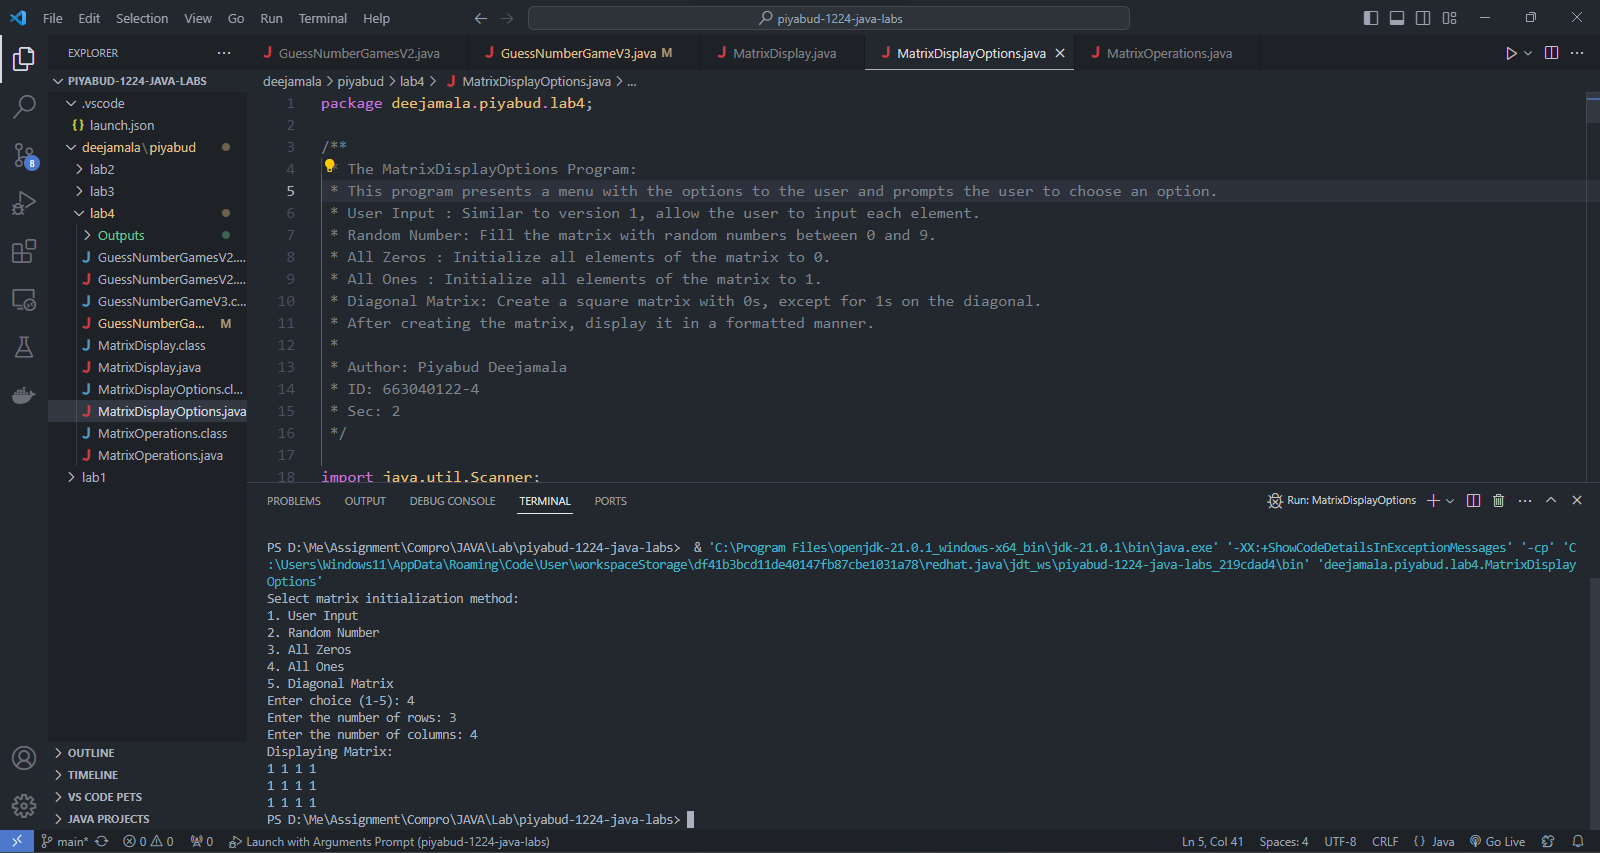 File Edit Selection View Go Run Terminal Help
piyabud-1224-java-labs
EXPLORER
PIYABUD-1224-JAVA-LABS
.vscode
{} launch.json
deejamala\piyabud
lab2
lab3
lab4
Outputs
J GuessNumberGamesV2....
J GuessNumberGamesV2....
J GuessNumberGameV3.c...
J GuessNumberGa... M
J MatrixDisplay.class
J MatrixDisplay.java
J MatrixDisplayOptions.cl...
J MatrixDisplayOptions.java
J MatrixOperations.class
J MatrixOperations.java
lab1
OUTLINE
TIMELINE
VS CODE PETS
JAVA PROJECTS
8
J GuessNumberGamesV2.java
J GuessNumberGameV3.java M
J MatrixDisplay.java
J MatrixDisplayOptions.java
J MatrixOperations.java
deejamala > piyabud > lab4 > J MatrixDisplayOptions.java > ...
1 package deejamala.piyabud.lab4;
2
3 /**
4 * The MatrixDisplayOptions Program:
5 * This program presents a menu with the options to the user and prompts the user to choose an option.
6 * User Input : Similar to version 1, allow the user to input each element.
7 * Random Number: Fill the matrix with random numbers between 0 and 9.
8 * All Zeros : Initialize all elements of the matrix to 0.
9 * All Ones : Initialize all elements of the matrix to 1.
10 * Diagonal Matrix: Create a square matrix with 0s, except for 1s on the diagonal.
11 * After creating the matrix, display it in a formatted manner.
12 *
13 * Author: Piyabud Deejamala
14 * ID: 663040122-4
15 * Sec: 2
16 */
17
18 import java.util.Scanner;
PROBLEMS OUTPUT DEBUG CONSOLE TERMINAL PORTS
Run: MatrixDisplayOptions
PS D:\Me\Assignment\Compro\JAVA\Lab\piyabud-1224-java-labs>  & 'C:\Program Files\openjdk-21.0.1_windows-x64_bin\jdk-21.0.1\bin\java.exe' '-XX:+ShowCodeDetailsInExceptionMessages' '-cp' 'C
:\Users\Windows11\AppData\Roaming\Code\User\workspaceStorage\df41b3bcd11de40147fb87cbe1031a78\redhat.java\jdt_ws\piyabud-1224-java-labs_219cdad4\bin' 'deejamala.piyabud.lab4.MatrixDisplay
Options'
Select matrix initialization method:
1. User Input
2. Random Number
3. All Zeros
4. All Ones
5. Diagonal Matrix
Enter choice (1-5): 4
Enter the number of rows: 3
Enter the number of columns: 4
Displaying Matrix:
1 1 1 1
1 1 1 1
1 1 1 1
PS D:\Me\Assignment\Compro\JAVA\Lab\piyabud-1224-java-labs>
main* 0 0 0 Launch with Arguments Prompt (piyabud-1224-java-labs)
Ln 5, Col 41 Spaces: 4 UTF-8 CRLF {} Java Go Live